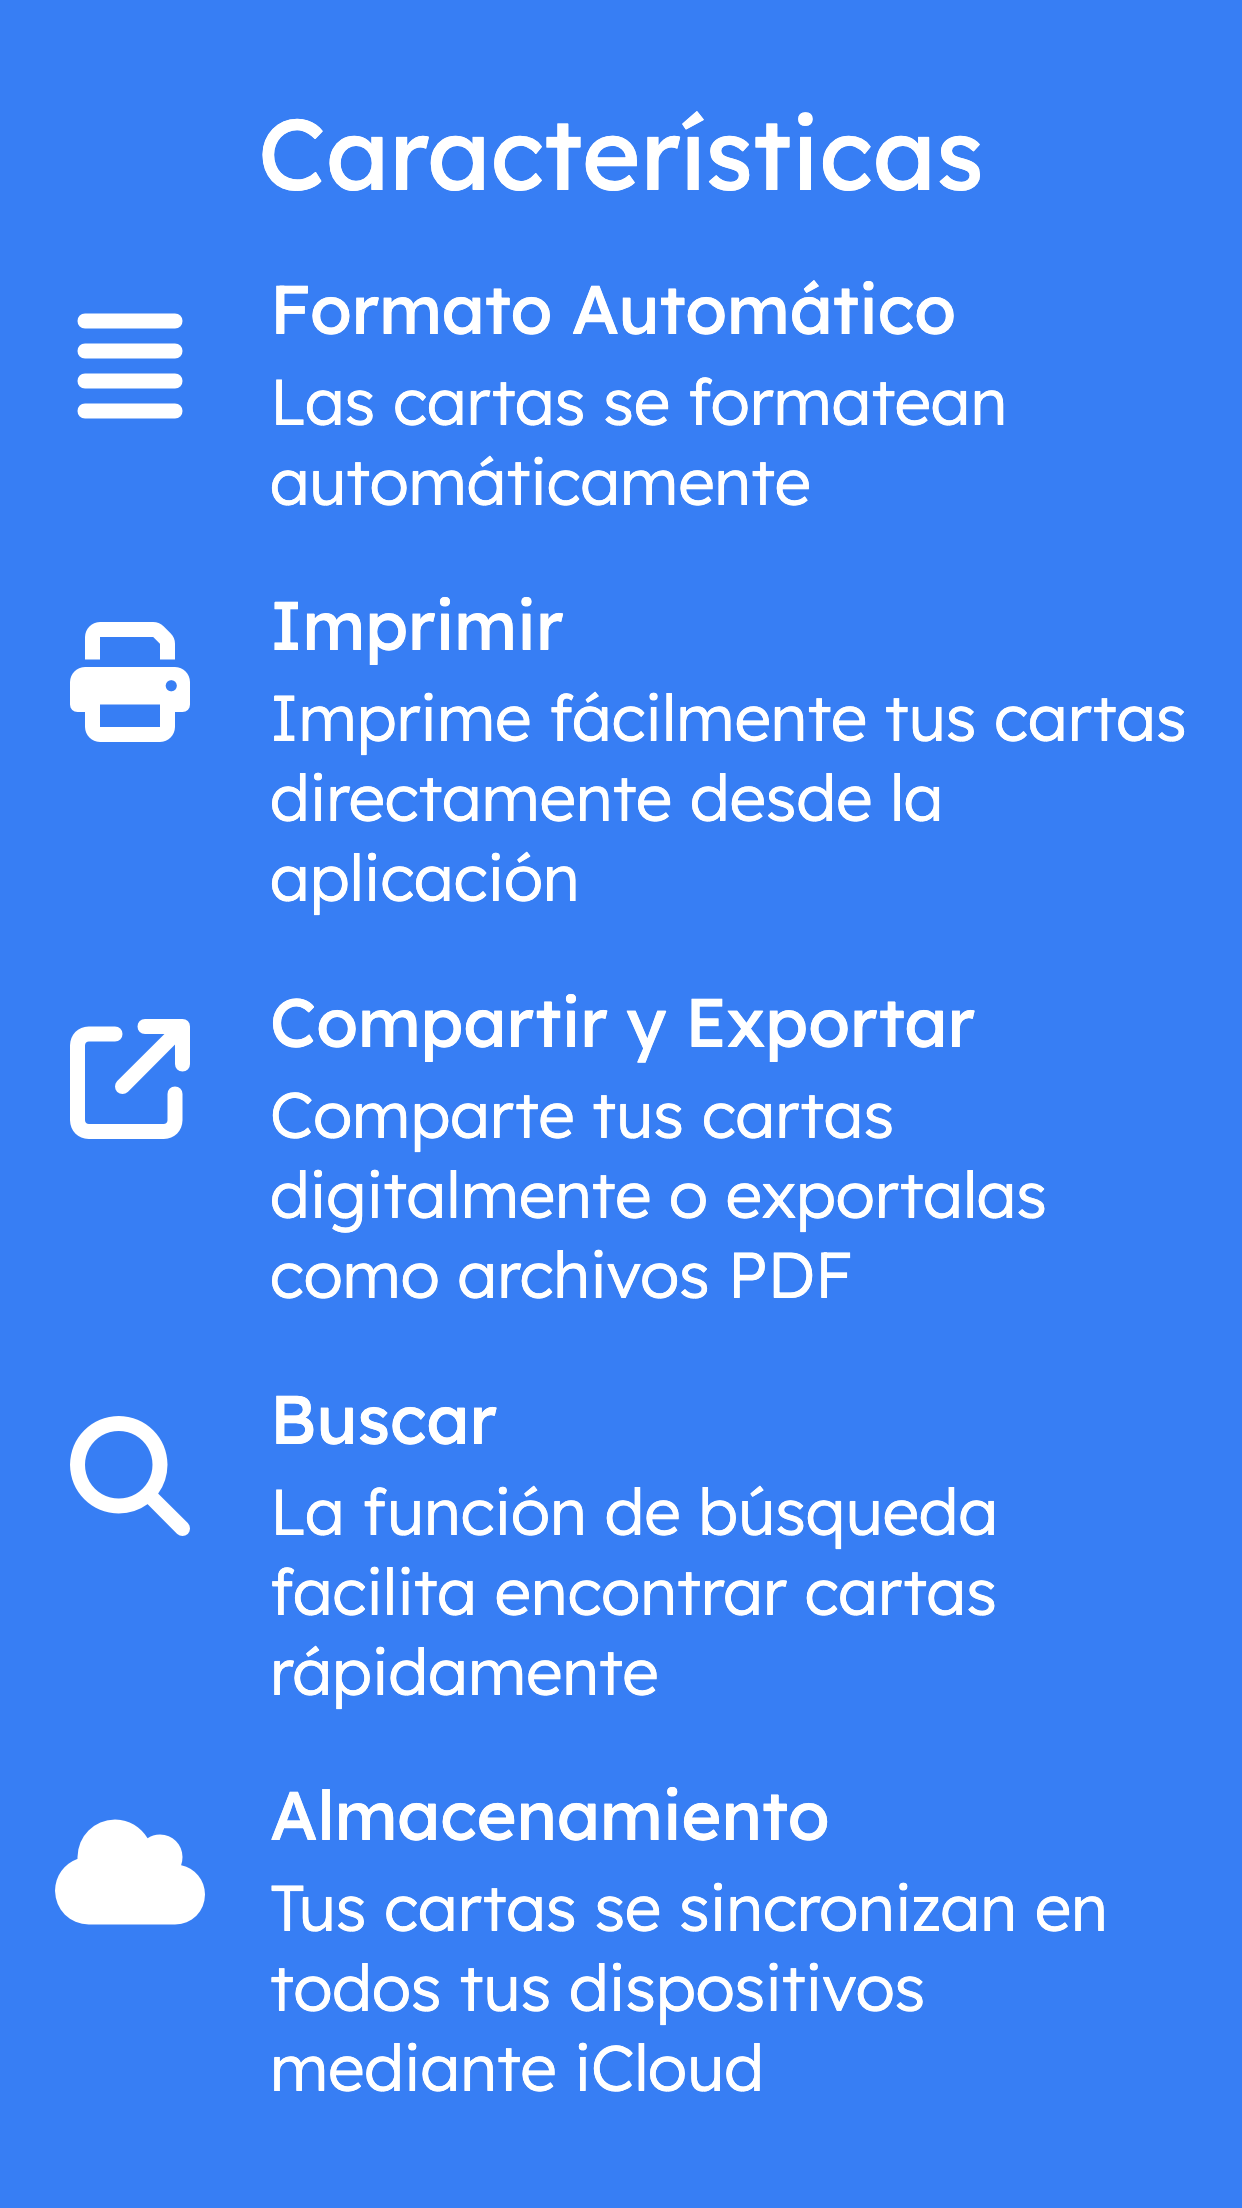 Características
Formato Automático
Las cartas se formatean
automáticamente
Imprimir
Imprime fácilmente tus cartas
directamente desde la
aplicación
Compartir y Exportar
Comparte tus cartas
digitalmente o exportalas
como archivos PDF
Buscar
La función de búsqueda
facilita encontrar cartas
rápidamente
Almacenamiento
Tus cartas se sincronizan en
todos tus dispositivos
mediante iCloud